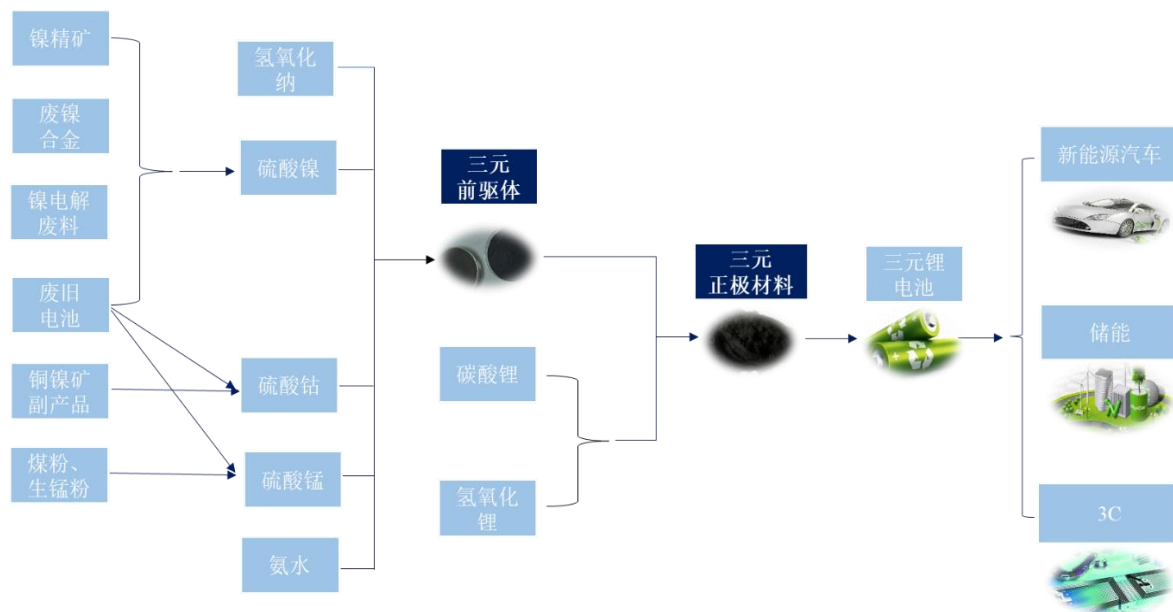 镍精矿
废镍
合金
镍电解
废料
废旧
电池
铜镍矿
副产品
煤粉、
生锰粉
氢氧化
纳
硫酸镍
硫酸钴
硫酸锰
氨水
三元
前驱体
碳酸锂
氢氧化
锂
三元
正极材料
三元锂
电池
新能源汽车
储能
3C